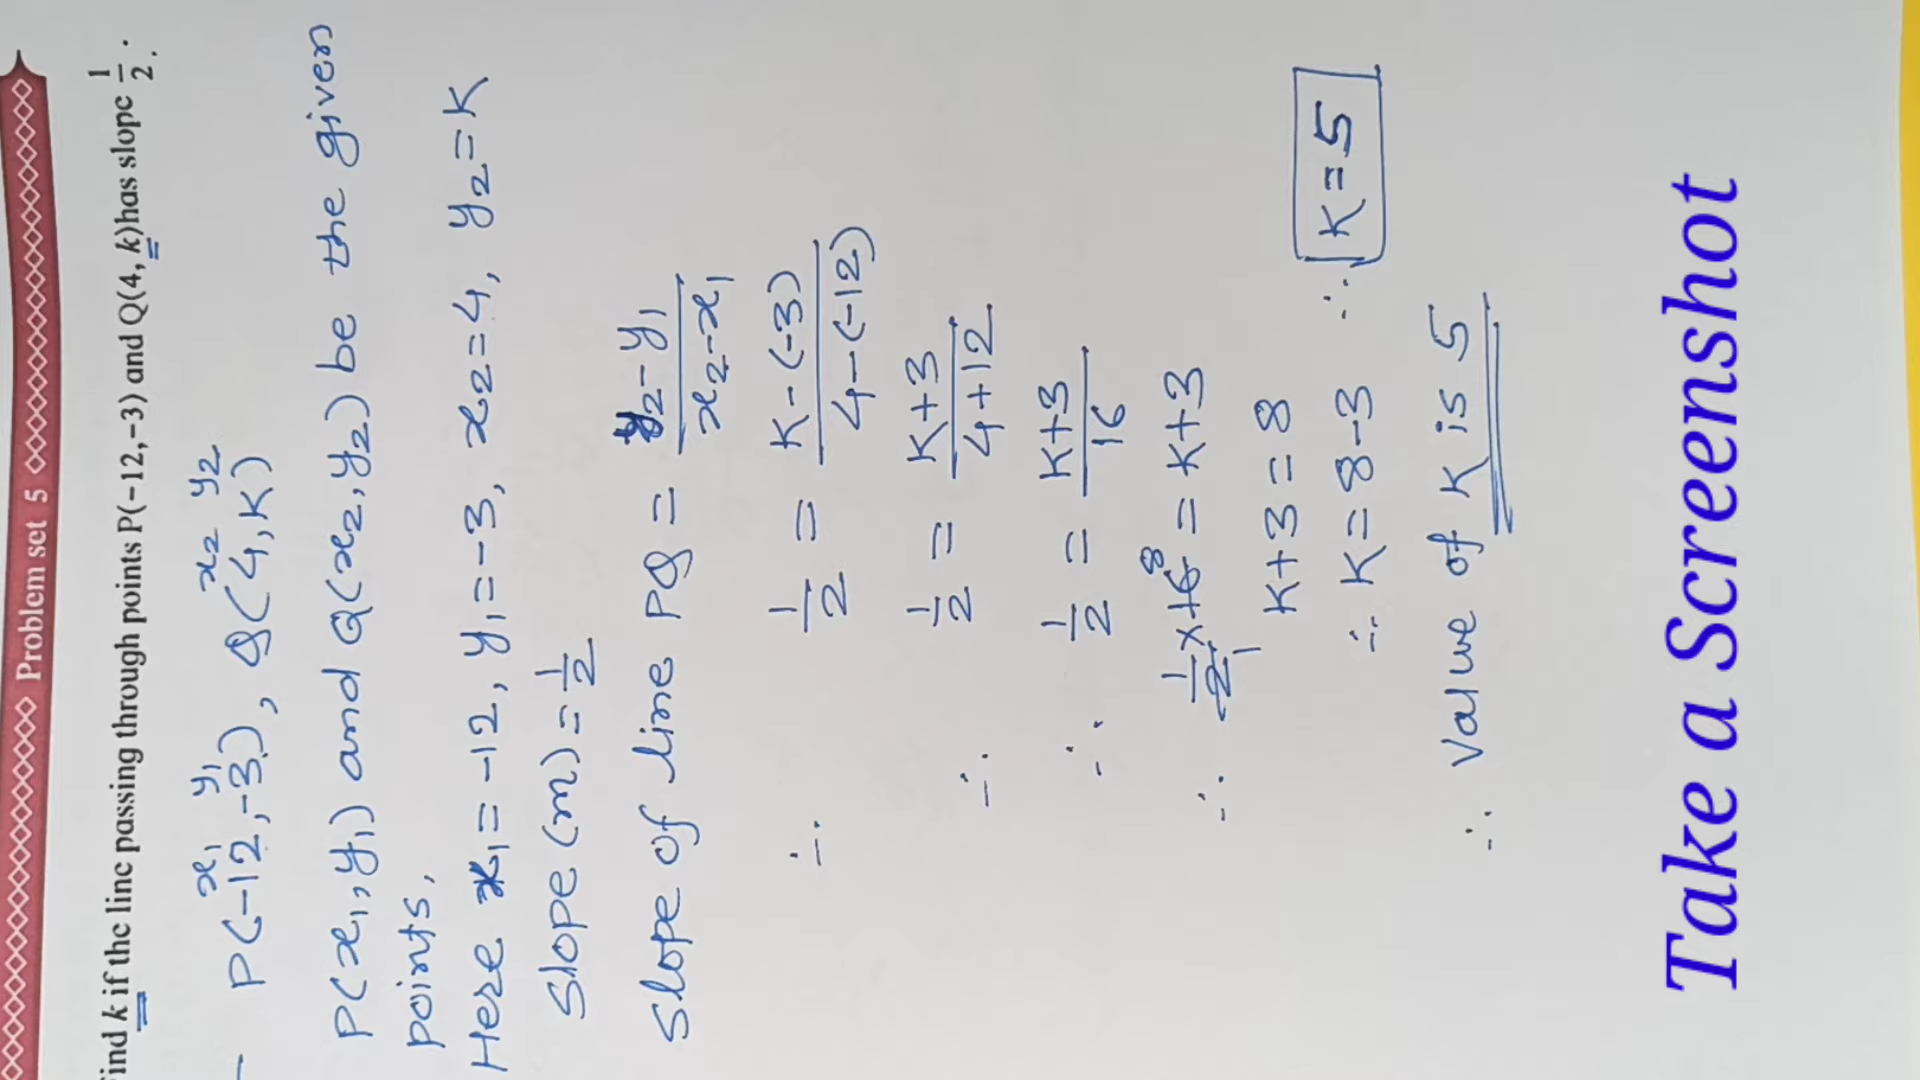 Problem set 5
Find k if the line passing through points P(−12,−3) and Q(4, k) has slope 1/2.
x₁ y₁ x₂ y₂
P(-12,-3), Q(4,K)
P(x₁,y₁) and Q(x₂,y₂) be the given
points,
Here x₁=-12, y₁=-3, x₂=4, y₂=K
Slope (m) = 1/2
Slope of line PQ = y₂-y₁/x₂-x₁
∴ 1/2 = K-(-3)/4-(-12)
∴ 1/2 = K+3/4+12
∴ 1/2 = K+3/16
∴ 1/2 × 16 = K+3
8
1
K+3=8
∴ K=8-3 ∴ K=5
∴ Value of K is 5
Take a Screenshot